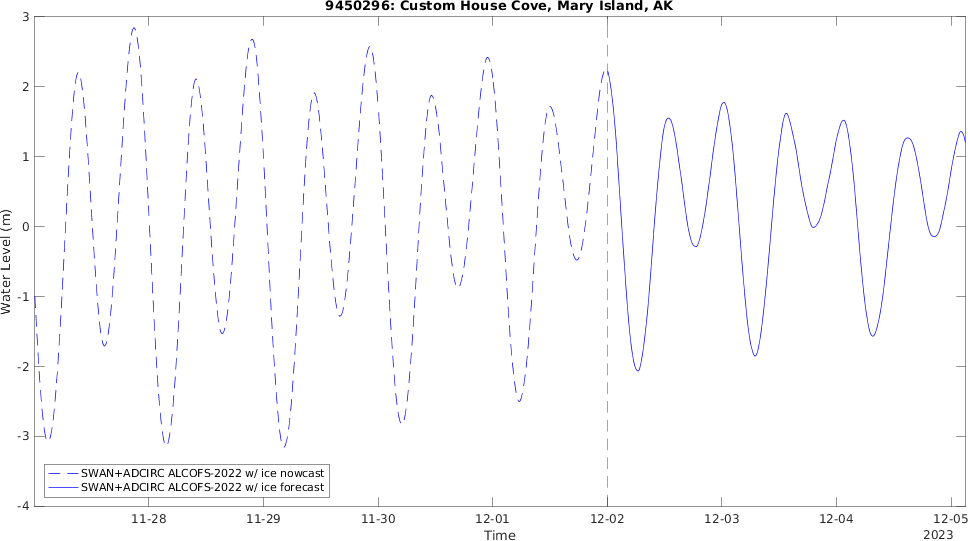 9450296: Custom House Cove, Mary Island, AK
3
2
1
0
-1
-2
-3
-4
Water Level (m)
SWAN+ADCIRC ALCOFS-2022 w/ ice nowcast
SWAN+ADCIRC ALCOFS-2022 w/ ice forecast
11-28 11-29 11-30 12-01 12-02 12-03 12-04 12-05
Time
2023